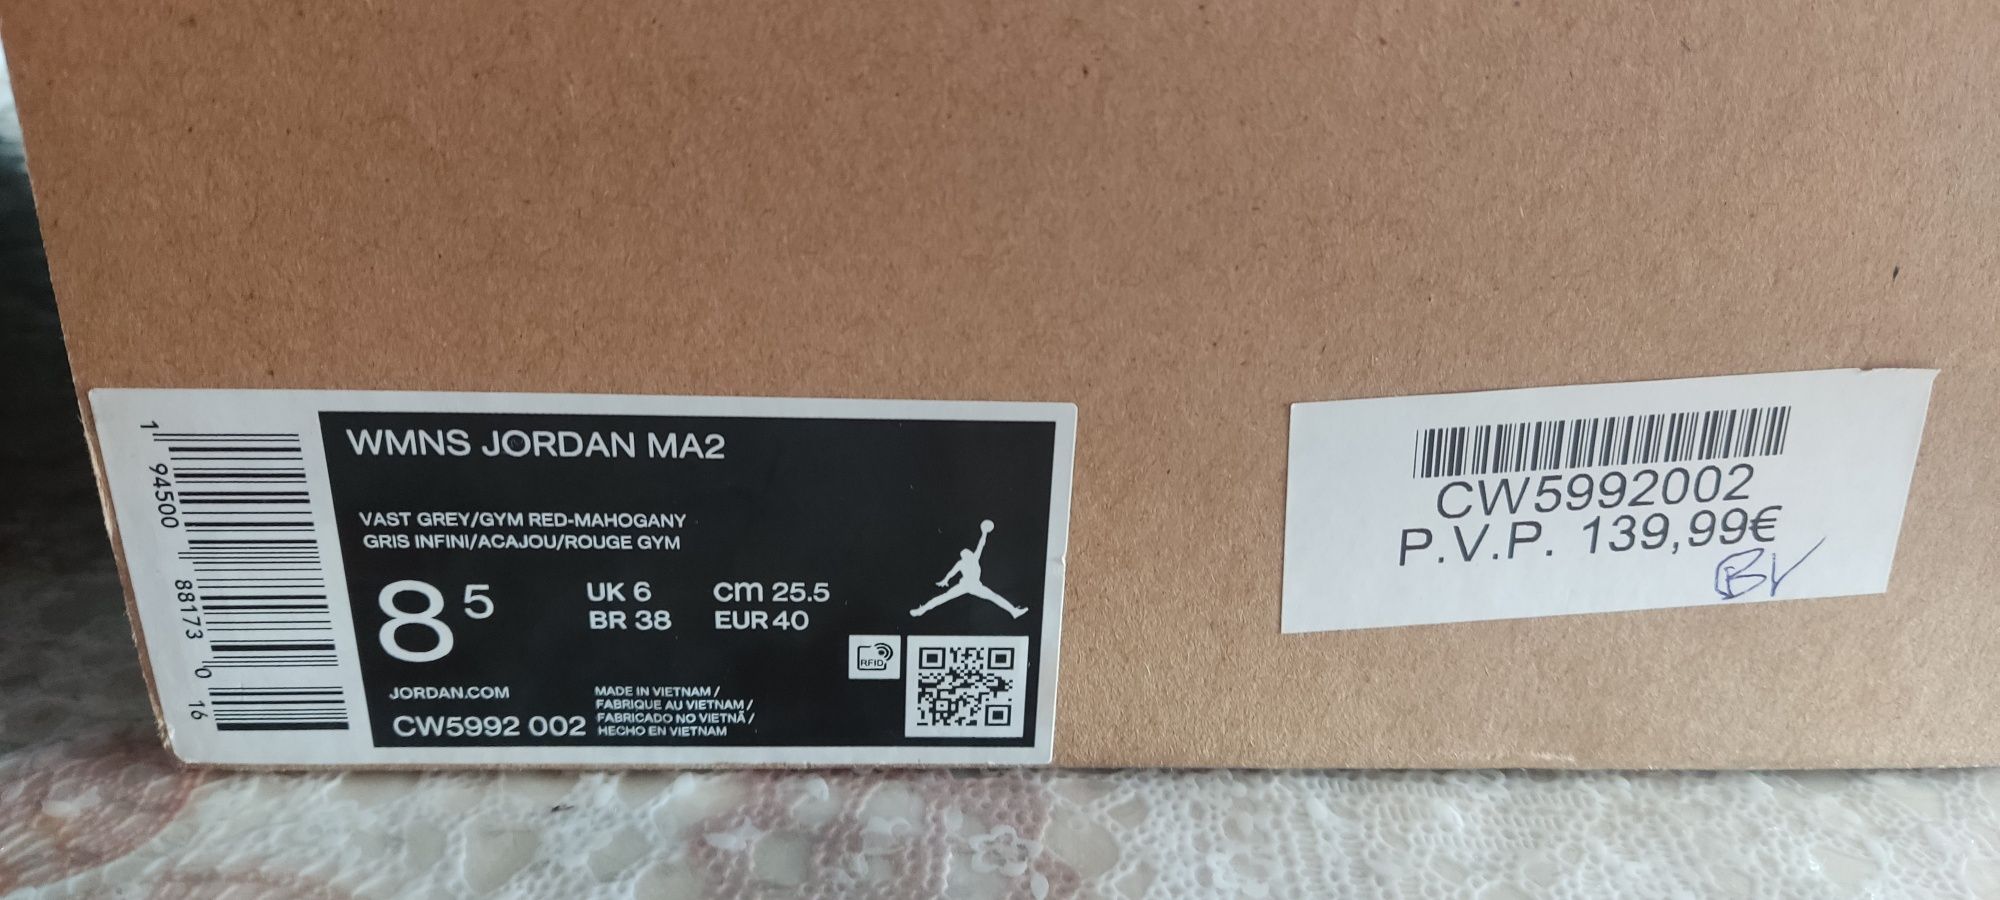 WMNS JORDAN MA2
VAST GREY/GYM RED-MAHOGANY
GRIS INFINI/ACAJOU/ROUGE GYM
8 5
UK 6
BR 38
cm 25.5
EUR 40
RFID
JORDAN.COM
CW5992 002
MADE IN VIETNAM /
FABRIQUE AU VIETNAM /
FABRICADO NO VIETNÃ /
HECHO EN VIETNAM
1 94500 88173 0 16
CW5992002
P.V.P. 139,99€
BV